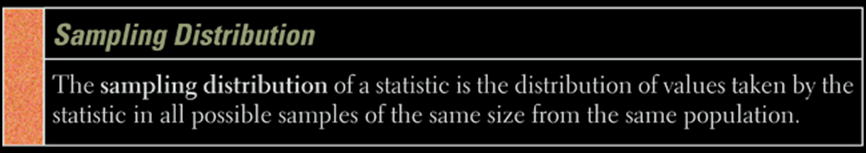 Sampling Distribution
The sampling distribution of a statistic is the distribution of values taken by the
statistic in all possible samples of the same size from the same population.